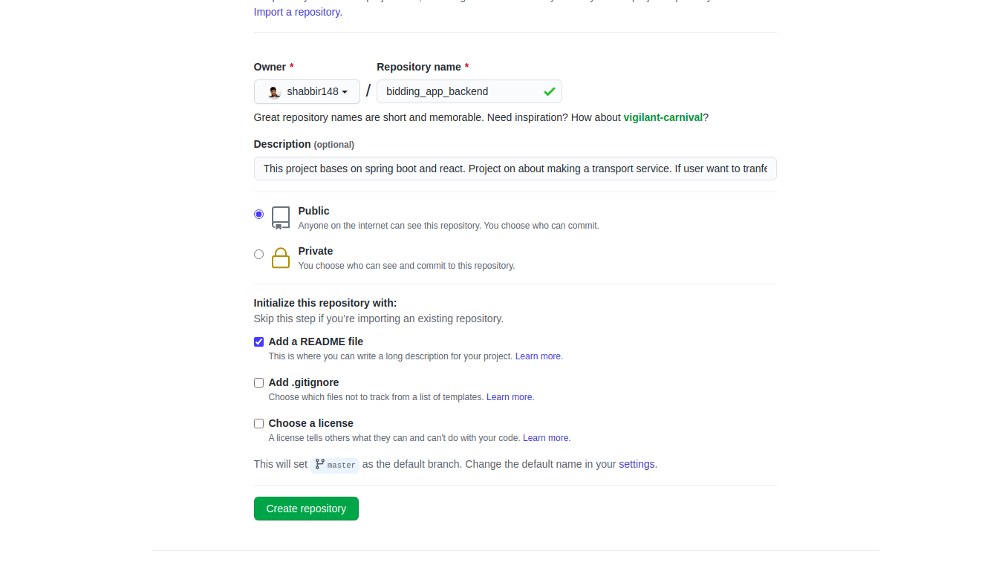 Import a repository.
Owner *
Repository name *
shabbir148
/
bidding_app_backend
Great repository names are short and memorable. Need inspiration? How about vigilant-carnival?
Description (optional)
This project bases on spring boot and react. Project on about making a transport service. If user want to tranfe
Public
Anyone on the internet can see this repository. You choose who can commit.
Private
You choose who can see and commit to this repository.
Initialize this repository with:
Skip this step if you’re importing an existing repository.
Add a README file
This is where you can write a long description for your project. Learn more.
Add .gitignore
Choose which files not to track from a list of templates. Learn more.
Choose a license
A license tells others what they can and can't do with your code. Learn more.
This will set master as the default branch. Change the default name in your settings.
Create repository